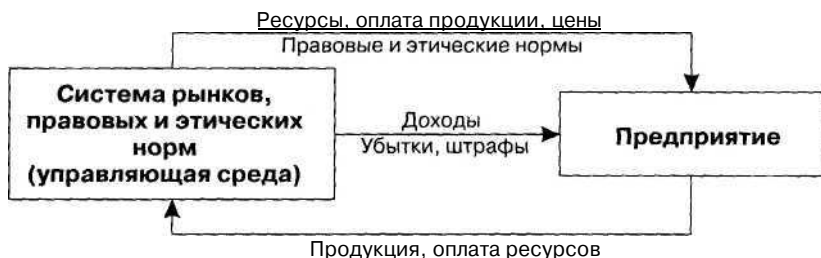 Ресурсы, оплата продукции, цены
Правовые и этические нормы
Система рынков,
правовых и этических
норм
(управляющая среда)
Доходы
Убытки, штрафы
Предприятие
Продукция, оплата ресурсов